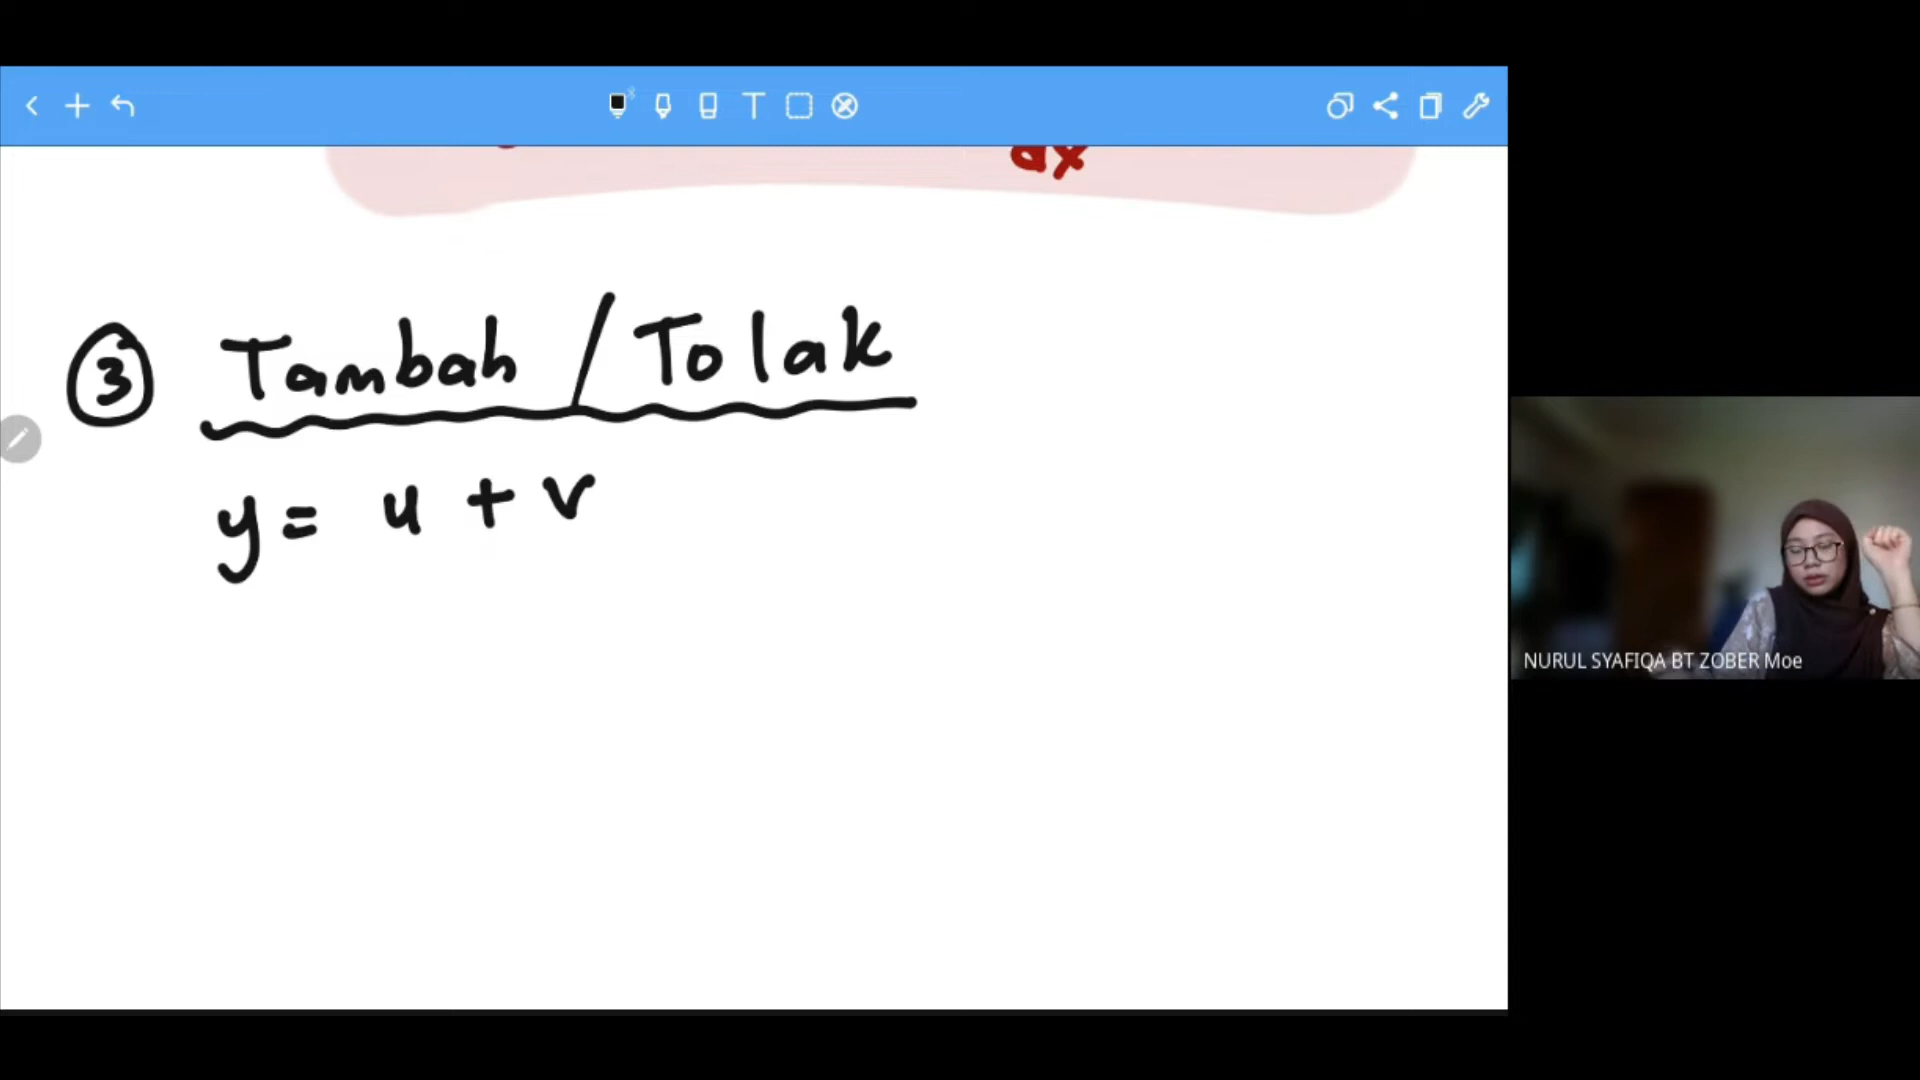 dx
③ Tambah / Tolak
y = u + v
NURUL SYAFIQA BT ZOBER Moe